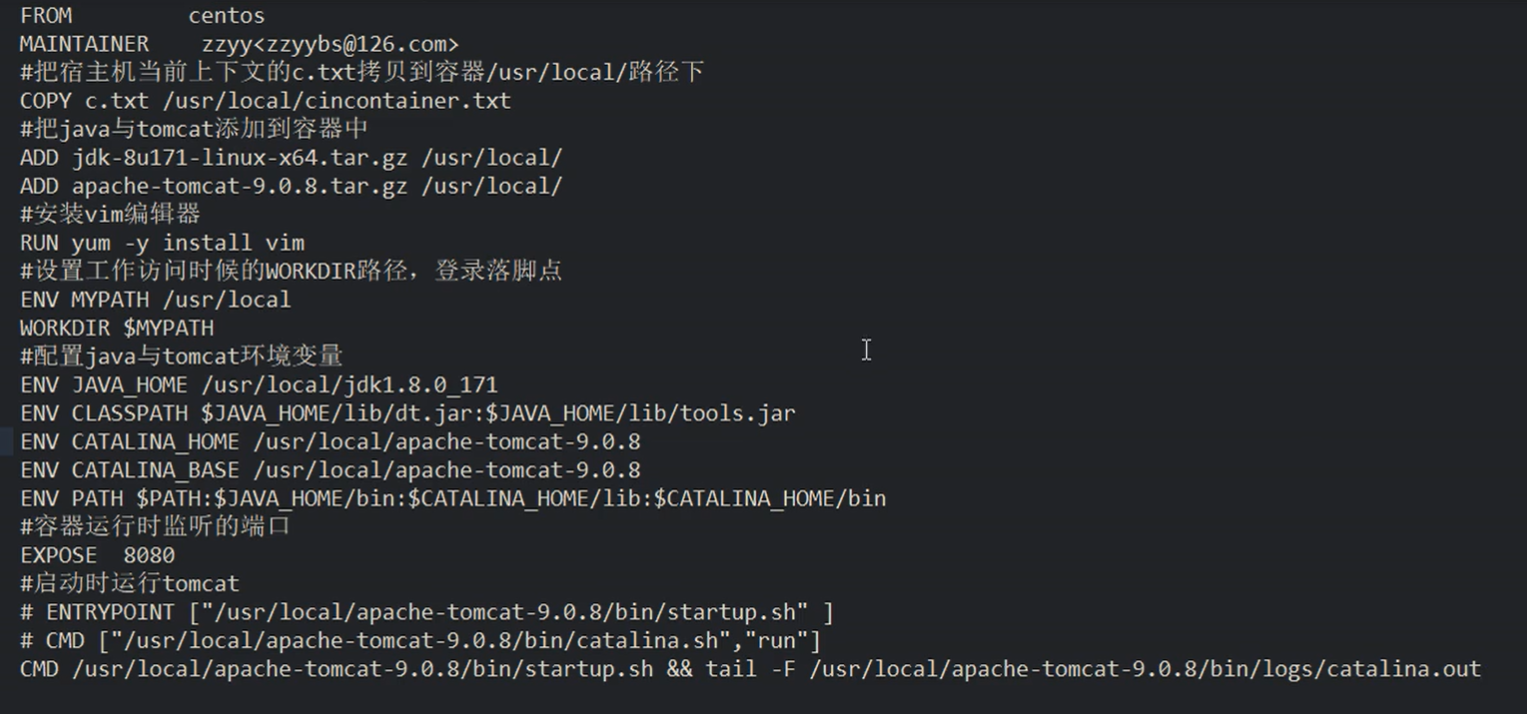 FROM         centos
MAINTAINER    zzyy<zzyybs@126.com>
#把宿主机当前上下文的c.txt拷贝到容器/usr/local/路径下
COPY c.txt /usr/local/cincontainer.txt
#把java与tomcat添加到容器中
ADD jdk-8u171-linux-x64.tar.gz /usr/local/
ADD apache-tomcat-9.0.8.tar.gz /usr/local/
#安装vim编辑器
RUN yum -y install vim
#设置工作访问时候的WORKDIR路径，登录落脚点
ENV MYPATH /usr/local
WORKDIR $MYPATH
#配置java与tomcat环境变量
ENV JAVA_HOME /usr/local/jdk1.8.0_171
ENV CLASSPATH $JAVA_HOME/lib/dt.jar:$JAVA_HOME/lib/tools.jar
ENV CATALINA_HOME /usr/local/apache-tomcat-9.0.8
ENV CATALINA_BASE /usr/local/apache-tomcat-9.0.8
ENV PATH $PATH:$JAVA_HOME/bin:$CATALINA_HOME/lib:$CATALINA_HOME/bin
#容器运行时监听的端口
EXPOSE  8080
#启动时运行tomcat
# ENTRYPOINT ["/usr/local/apache-tomcat-9.0.8/bin/startup.sh" ]
# CMD ["/usr/local/apache-tomcat-9.0.8/bin/catalina.sh","run"]
CMD /usr/local/apache-tomcat-9.0.8/bin/startup.sh && tail -F /usr/local/apache-tomcat-9.0.8/bin/logs/catalina.out